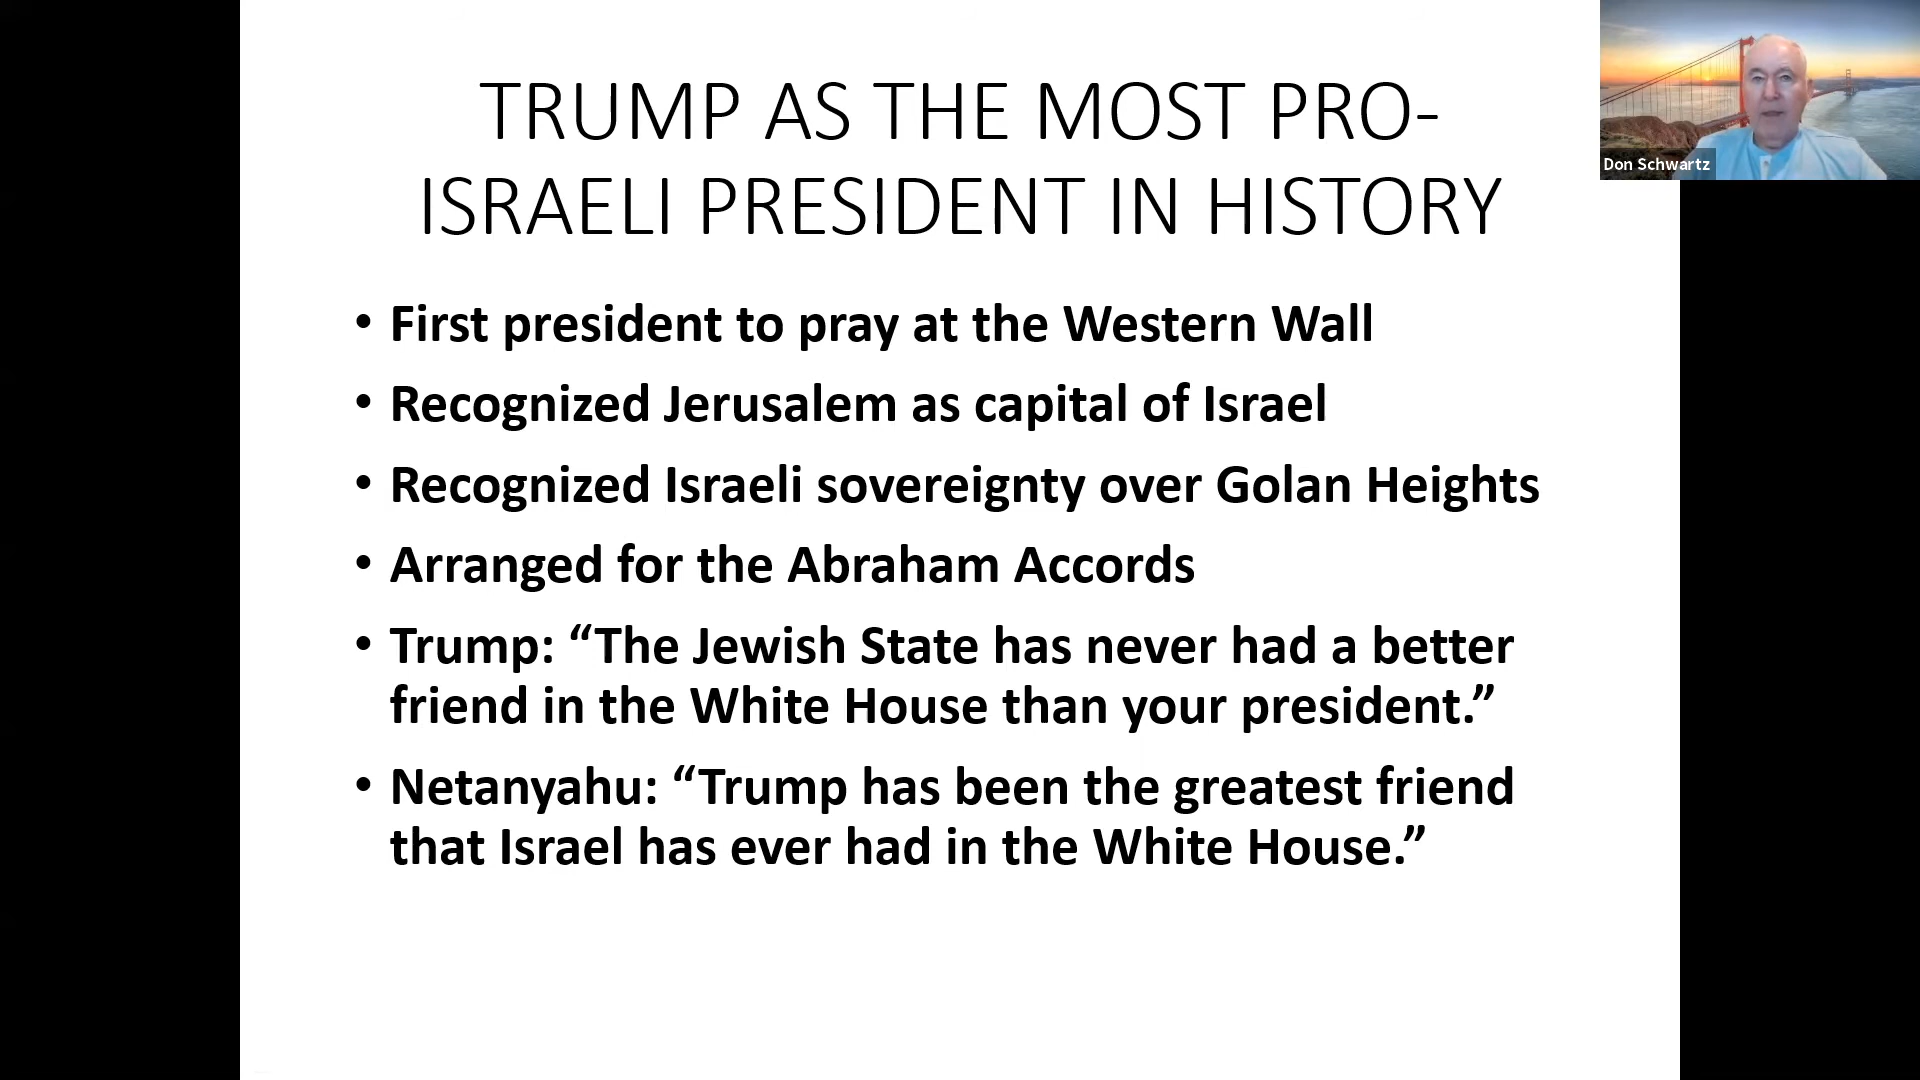 TRUMP AS THE MOST PRO-
ISRAELI PRESIDENT IN HISTORY
• First president to pray at the Western Wall
• Recognized Jerusalem as capital of Israel
• Recognized Israeli sovereignty over Golan Heights
• Arranged for the Abraham Accords
• Trump: “The Jewish State has never had a better
friend in the White House than your president.”
• Netanyahu: “Trump has been the greatest friend
that Israel has ever had in the White House.”
Don Schwartz